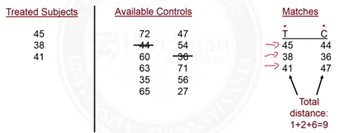 Treated Subjects Available Controls Matches
T C
45 72 47 45 44
38 44 54 38 36
41 60 36 41 47
63 71
35 56
65 27
Total
distance:
1+2+6=9